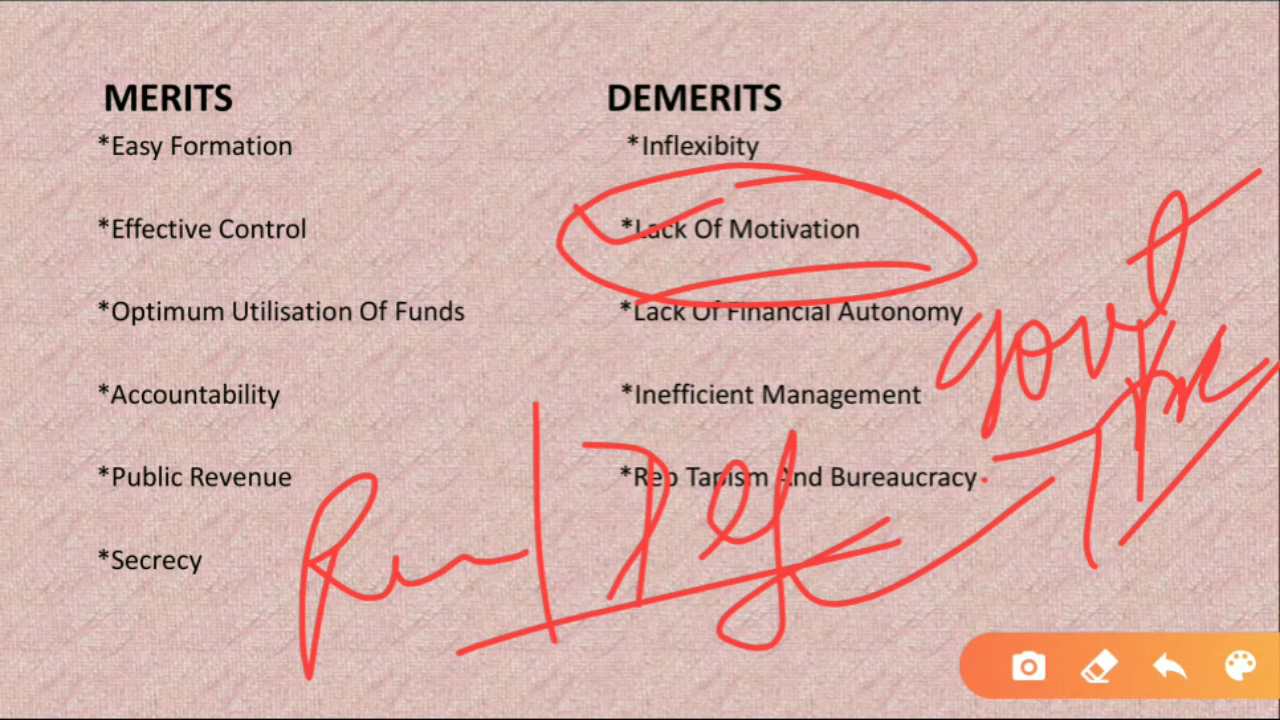 MERITS
*Easy Formation
*Effective Control
*Optimum Utilisation Of Funds
*Accountability
*Public Revenue
*Secrecy
DEMERITS
*Inflexibity
*Lack Of Motivation
*Lack Of Financial Autonomy
*Inefficient Management
*Rep Tapism And Bureaucracy
govt